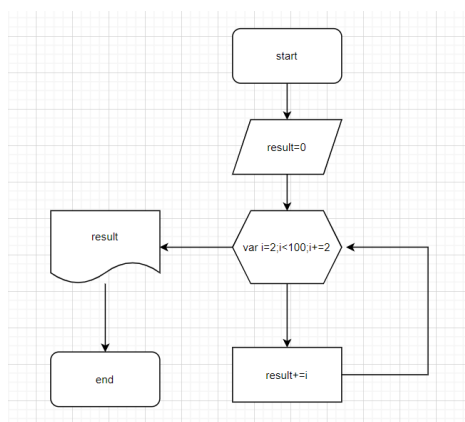 start
result=0
var i=2;i<100;i+=2
result
result+=i
end